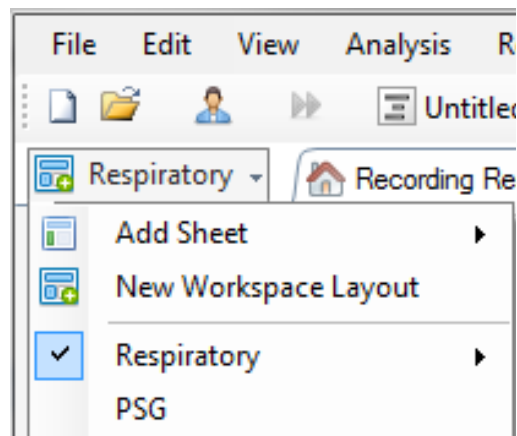 File Edit View Analysis R
Untitled
Respiratory Recording Re
Add Sheet
New Workspace Layout
Respiratory
PSG